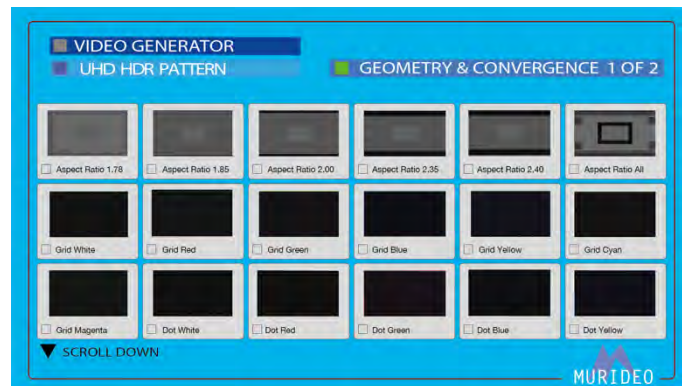 VIDEO GENERATOR
UHD HDR PATTERN
GEOMETRY & CONVERGENCE 1 OF 2
Aspect Ratio 1.78
Aspect Ratio 1.85
Aspect Ratio 2.00
Aspect Ratio 2.35
Aspect Ratio 2.40
Aspect Ratio All
Grid White
Grid Red
Grid Green
Grid Blue
Grid Yellow
Grid Cyan
Grid Magenta
Dot White
Dot Red
Dot Green
Dot Blue
Dot Yellow
SCROLL DOWN
MURIDEO